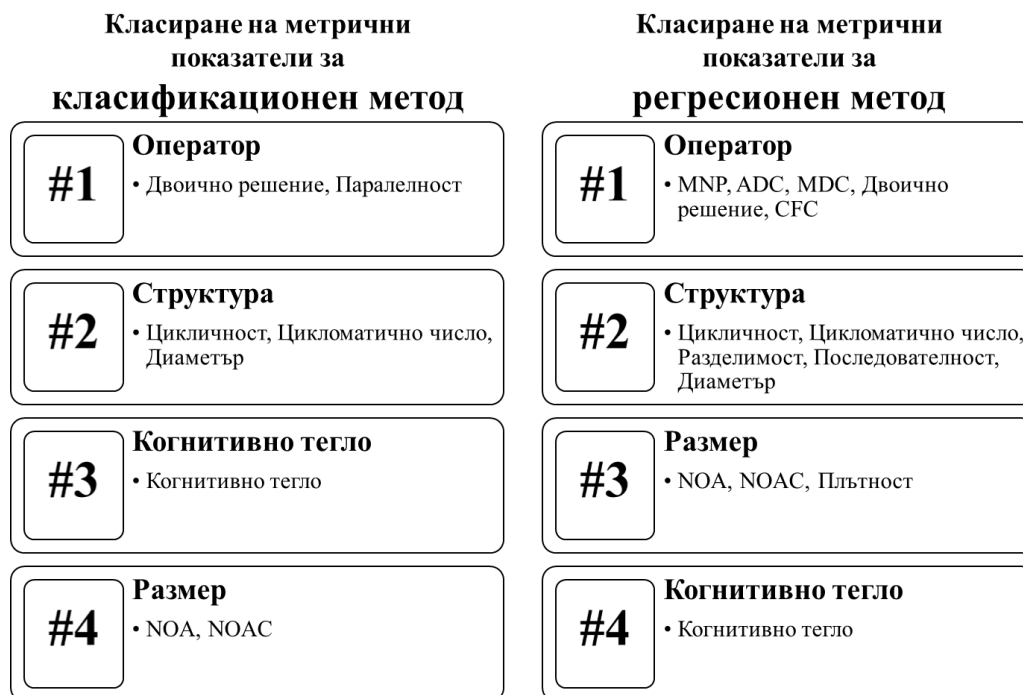 Класиране на метрични
показатели за
класификационен метод
#1
Оператор
• Двоично решение, Паралелност
#2
Структура
• Цикличност, Цикломатично число,
Диаметър
#3
Когнитивно тегло
• Когнитивно тегло
#4
Размер
• NOA, NOAC
Класиране на метрични
показатели за
регресионен метод
#1
Оператор
• MNP, ADC, MDC, Двоично
решение, CFC
#2
Структура
• Цикличност, Цикломатично число,
Разделимост, Последователност,
Диаметър
#3
Размер
• NOA, NOAC, Плътност
#4
Когнитивно тегло
• Когнитивно тегло